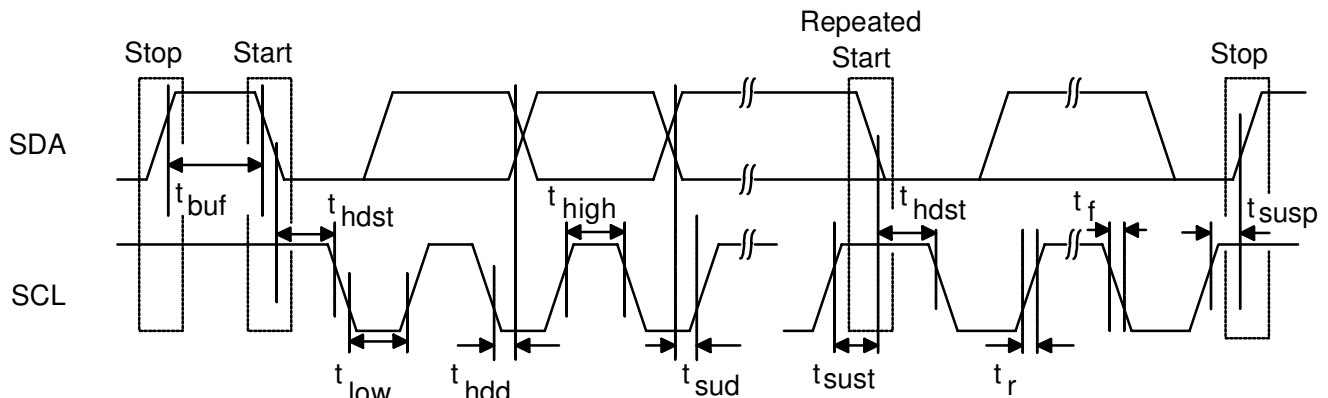 Repeated
Stop Start Start Stop
SDA
t buf
t hdst
t high
t hdst
t f
t susp
SCL
t low
t hdd
t sud
t sust
t r